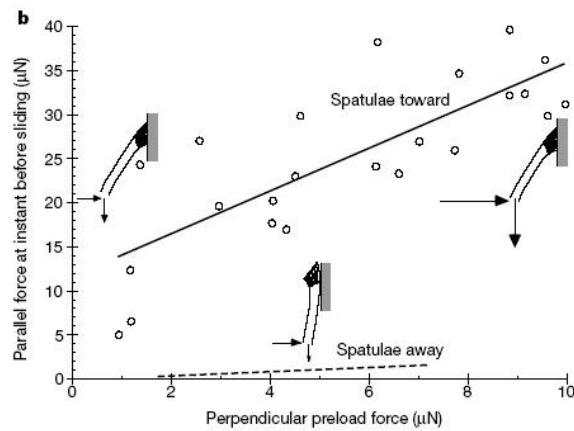 b
40
35
30
25
20
15
10
5
0
Parallel force at instant before sliding (μN)
Spatulae toward
Spatulae away
0 2 4 6 8 10
Perpendicular preload force (μN)